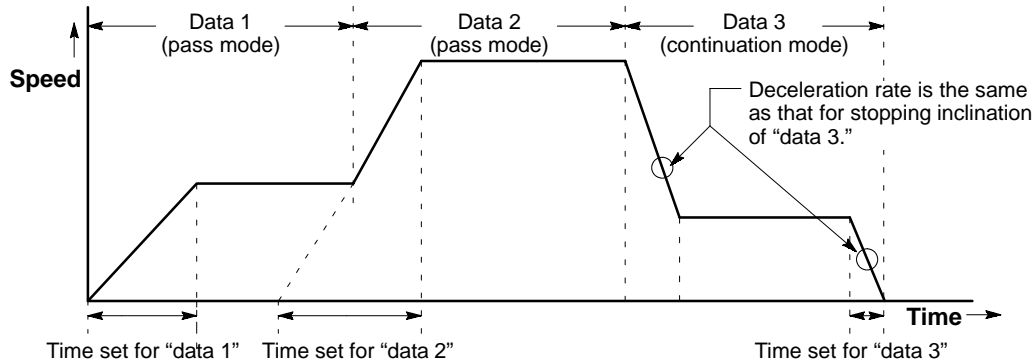 Data 1
(pass mode)
Data 2
(pass mode)
Data 3
(continuation mode)
Speed
Deceleration rate is the same
as that for stopping inclination
of “data 3.”
Time
Time set for “data 1”
Time set for “data 2”
Time set for “data 3”